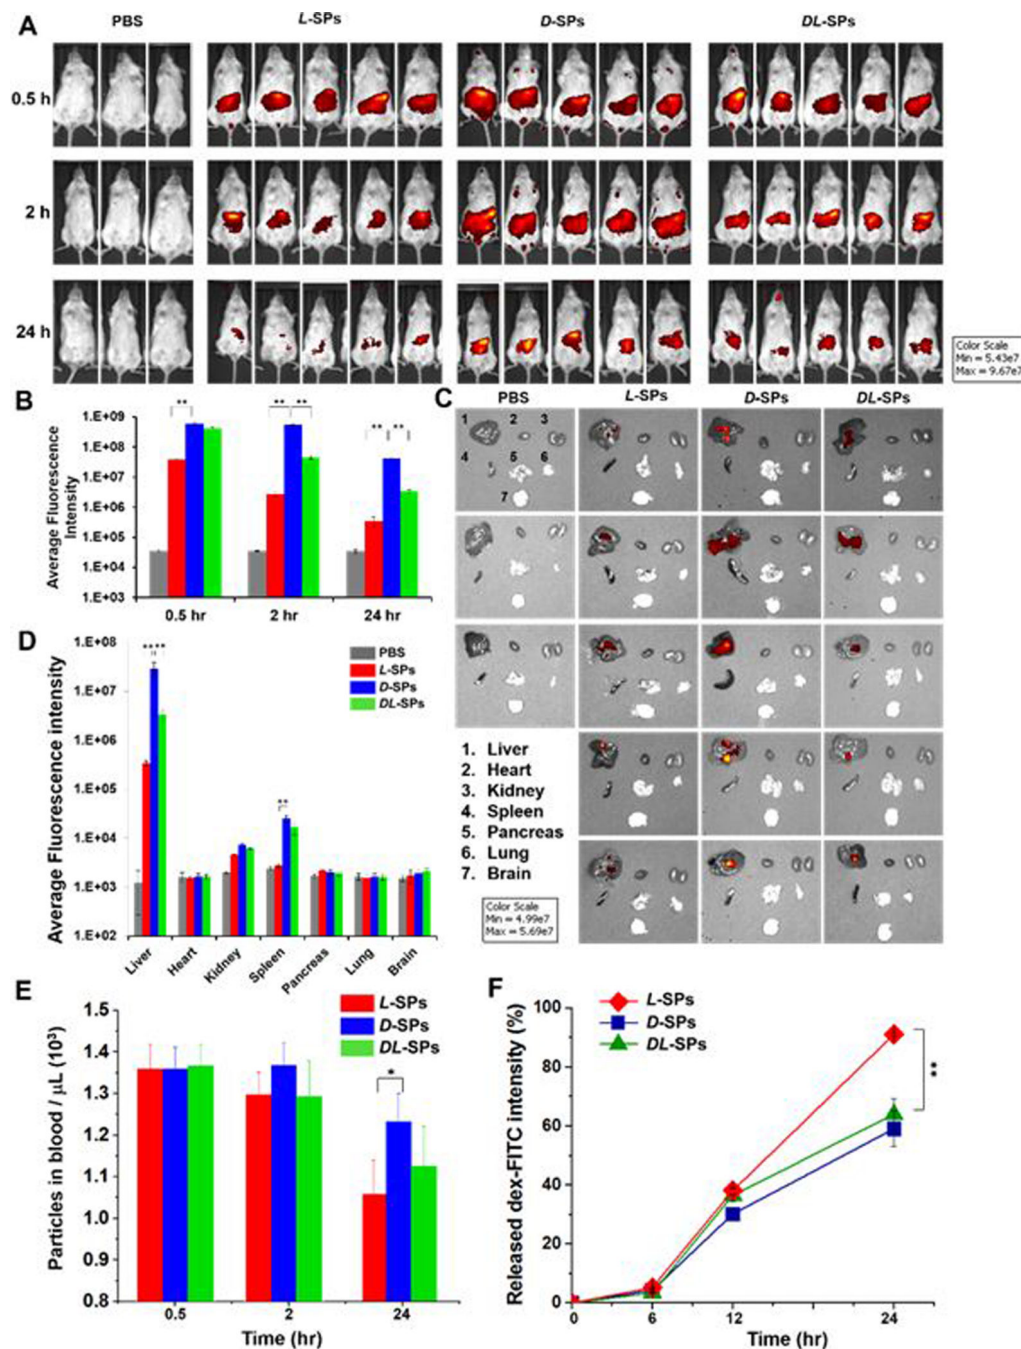 A
PBS
L-SPs
D-SPs
DL-SPs
0.5 h
2 h
24 h
Color Scale
Min = 5.43e7
Max = 9.67e7
B
Average Fluorescence
Intensity
1.E+09
1.E+08
1.E+07
1.E+06
1.E+05
1.E+04
1.E+03
**
**
**
**
**
0.5 hr
2 hr
24 hr
C
PBS
L-SPs
D-SPs
DL-SPs
1
2
3
4
5
6
7
1. Liver
2. Heart
3. Kidney
4. Spleen
5. Pancreas
6. Lung
7. Brain
Color Scale
Min = 4.99e7
Max = 5.69e7
D
Average Fluorescence intensity
1.E+08
1.E+07
1.E+06
1.E+05
1.E+04
1.E+03
1.E+02
** **
**
PBS
L-SPs
D-SPs
DL-SPs
Liver
Heart
Kidney
Spleen
Pancreas
Lung
Brain
E
Particles in blood / μL (10³)
1.5
1.4
1.3
1.2
1.1
1.0
0.9
0.8
L-SPs
D-SPs
DL-SPs
*
0.5
2
24
Time (hr)
F
Released dex-FITC intensity (%)
100
80
60
40
20
0
L-SPs
D-SPs
DL-SPs
**
0
6
12
24
Time (hr)